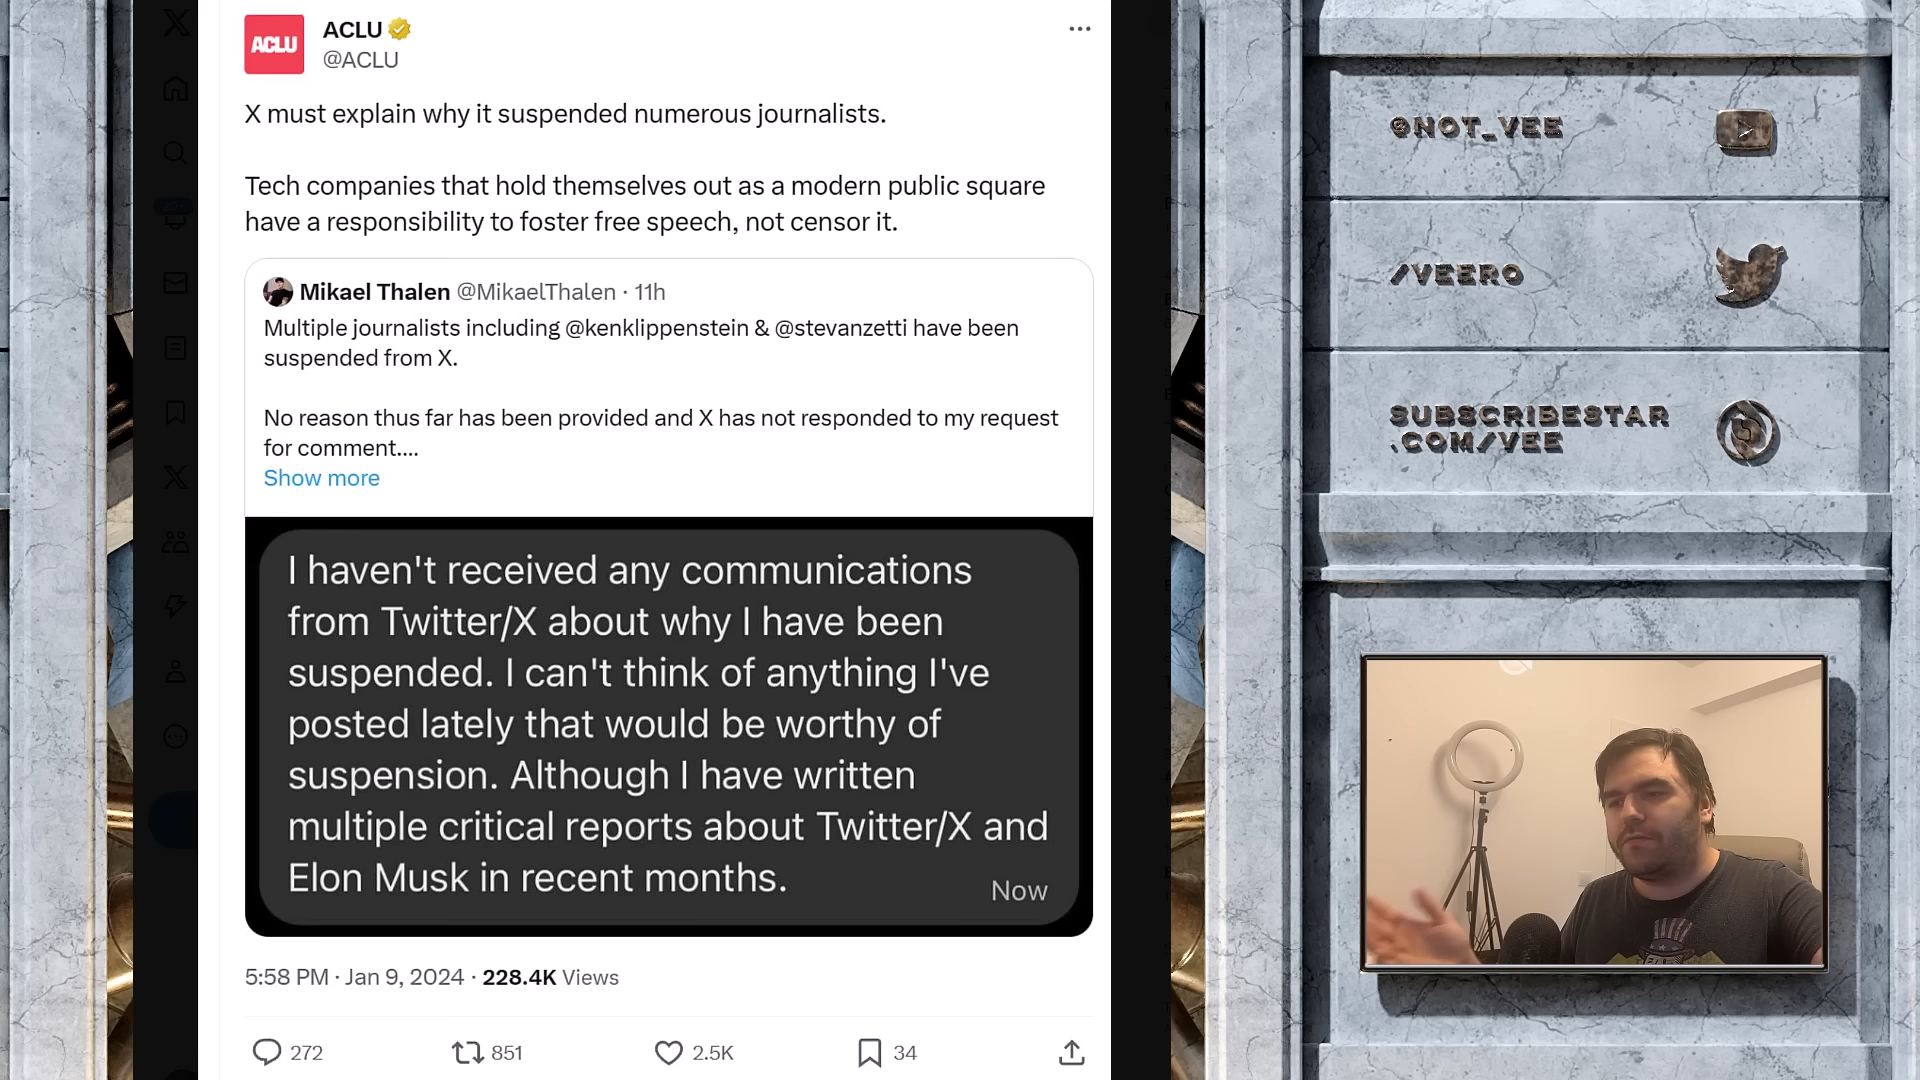 ACLU
ACLU
@ACLU
X must explain why it suspended numerous journalists.
Tech companies that hold themselves out as a modern public square
have a responsibility to foster free speech, not censor it.
Mikael Thalen @MikaelThalen · 11h
Multiple journalists including @kenklippenstein & @stevanzetti have been
suspended from X.
No reason thus far has been provided and X has not responded to my request
for comment....
Show more
I haven't received any communications
from Twitter/X about why I have been
suspended. I can't think of anything I've
posted lately that would be worthy of
suspension. Although I have written
multiple critical reports about Twitter/X and
Elon Musk in recent months.
Now
5:58 PM · Jan 9, 2024 · 228.4K Views
272
851
2.5K
34
@NOT_VEE
/VEERO
SUBSCRIBESTAR
.COM/VEE